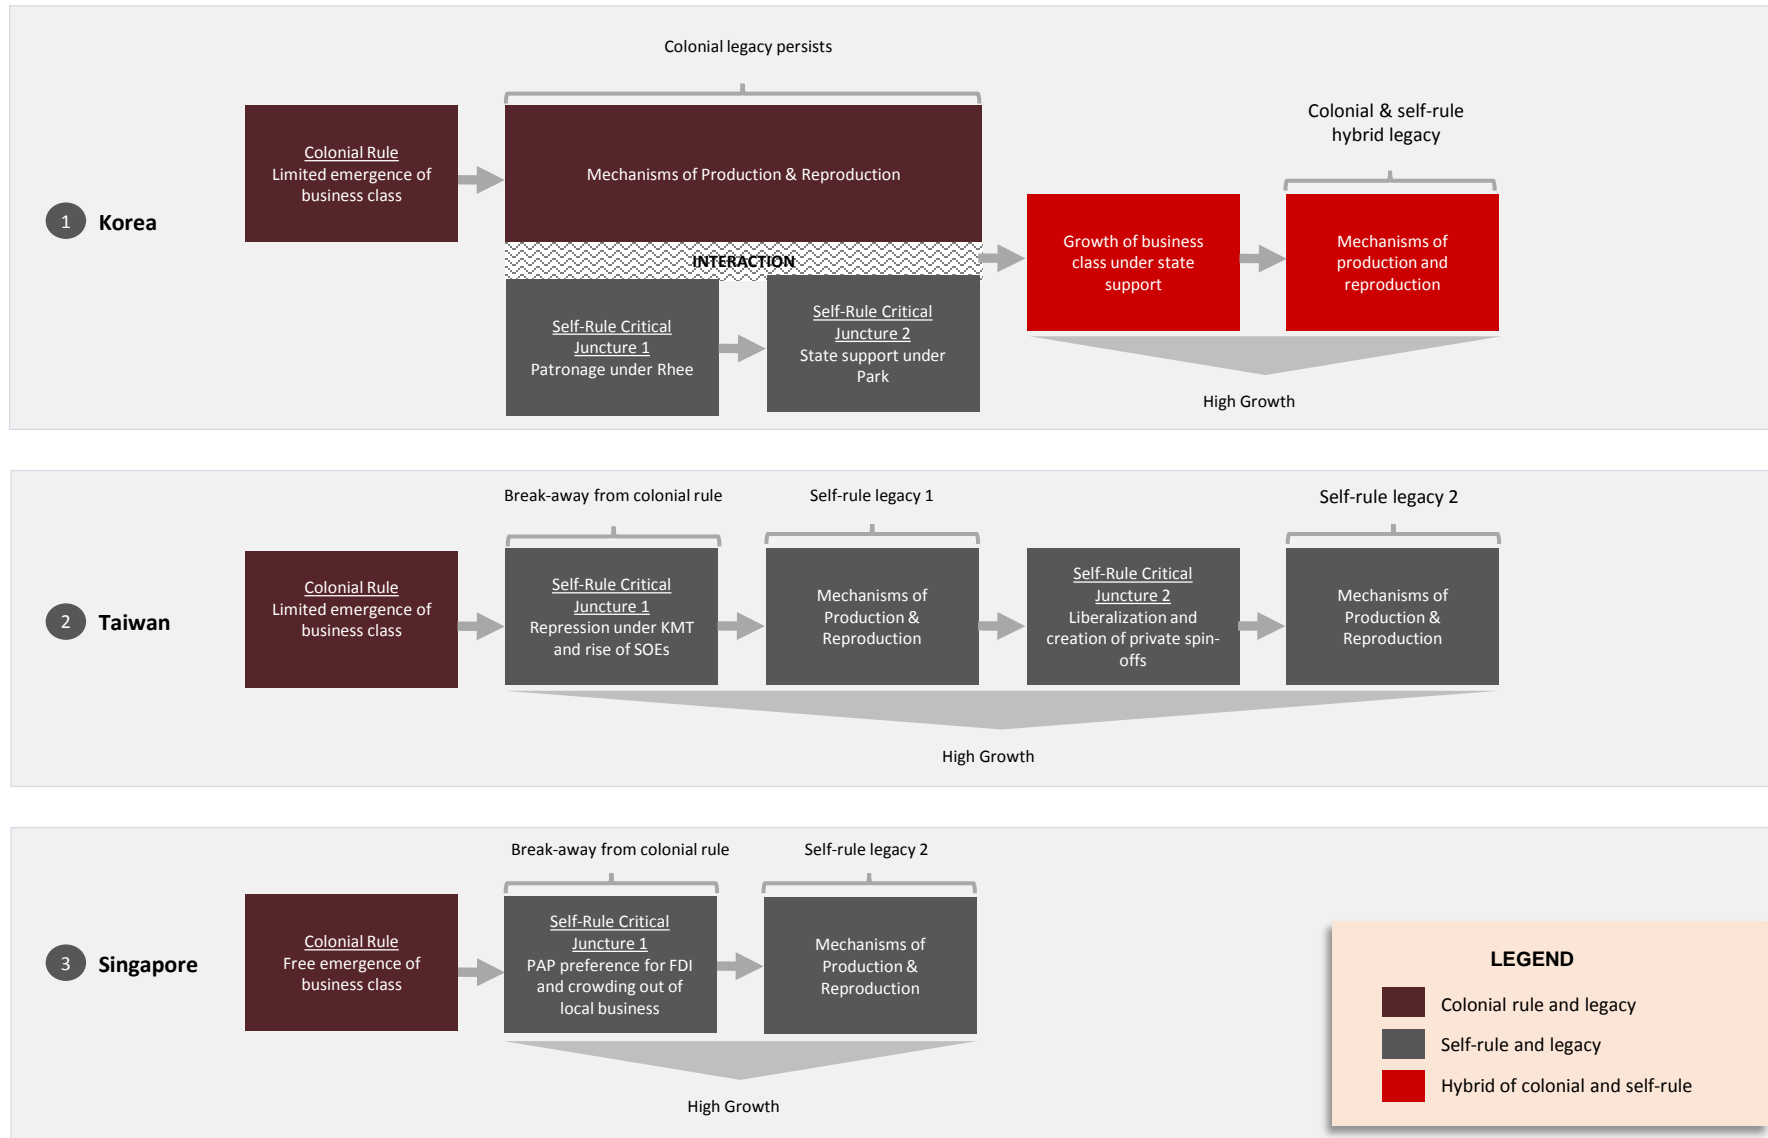 Colonial legacy persists
Colonial & self-rule
hybrid legacy
Colonial Rule
Limited emergence of
business class
Mechanisms of Production & Reproduction
1 Korea
INTERACTION
Growth of business
class under state
support
Mechanisms of
production and
reproduction
Self-Rule Critical
Juncture 1
Patronage under Rhee
Self-Rule Critical
Juncture 2
State support under
Park
High Growth
Break-away from colonial rule
Self-rule legacy 1
Self-rule legacy 2
2 Taiwan
Colonial Rule
Limited emergence of
business class
Self-Rule Critical
Juncture 1
Repression under KMT
and rise of SOEs
Mechanisms of
Production &
Reproduction
Self-Rule Critical
Juncture 2
Liberalization and
creation of private spin-
offs
Mechanisms of
Production &
Reproduction
High Growth
Break-away from colonial rule
Self-rule legacy 2
3 Singapore
Colonial Rule
Free emergence of
business class
Self-Rule Critical
Juncture 1
PAP preference for FDI
and crowding out of
local business
Mechanisms of
Production &
Reproduction
High Growth
LEGEND
Colonial rule and legacy
Self-rule and legacy
Hybrid of colonial and self-rule